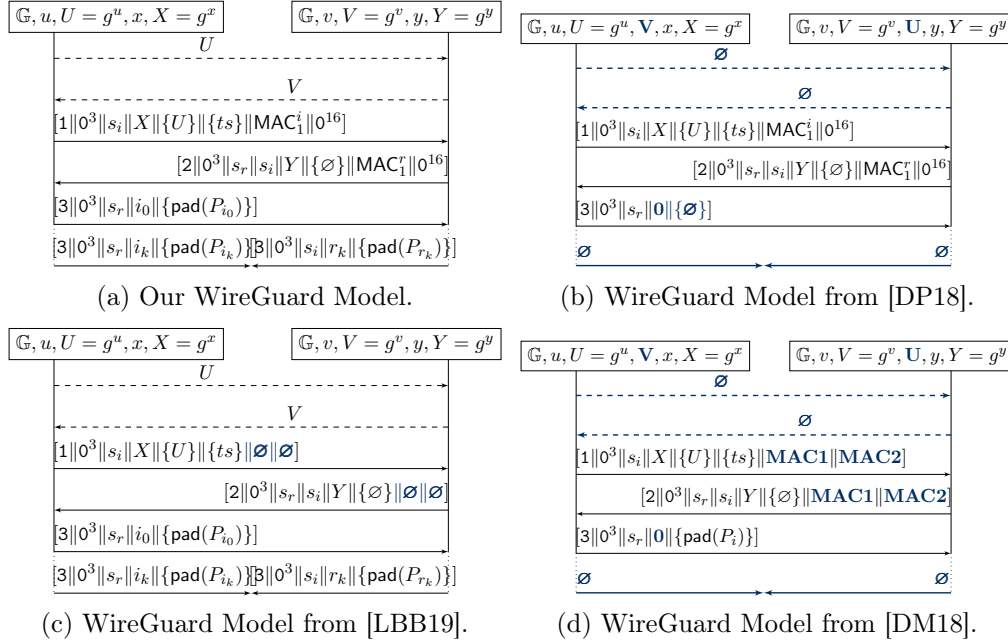 𝔾, u, U = g^u, x, X = g^x
𝔾, v, V = g^v, y, Y = g^y
U
V
[1∥0^3∥s_i∥X∥{U}∥{ts}∥MAC_1^i∥0^16]
[2∥0^3∥s_r∥s_i∥Y∥{∅}∥MAC_1^r∥0^16]
[3∥0^3∥s_r∥i_0∥{pad(P_{i_0})}]
[3∥0^3∥s_r∥i_k∥{pad(P_{i_k})}]
[3∥0^3∥s_i∥r_k∥{pad(P_{r_k})}]
(a) Our WireGuard Model.
𝔾, u, U = g^u, V, x, X = g^x
𝔾, v, V = g^v, U, y, Y = g^y
∅
∅
[1∥0^3∥s_i∥X∥{U}∥{ts}∥MAC_1^i∥0^16]
[2∥0^3∥s_r∥s_i∥Y∥{∅}∥MAC_1^r∥0^16]
[3∥0^3∥s_r∥0∥{∅}]
∅
∅
(b) WireGuard Model from [DP18].
𝔾, u, U = g^u, x, X = g^x
𝔾, v, V = g^v, y, Y = g^y
U
V
[1∥0^3∥s_i∥X∥{U}∥{ts}∥∅∥∅]
[2∥0^3∥s_r∥s_i∥Y∥{∅}∥∅∥∅]
[3∥0^3∥s_r∥i_0∥{pad(P_{i_0})}]
[3∥0^3∥s_r∥i_k∥{pad(P_{i_k})}]
[3∥0^3∥s_i∥r_k∥{pad(P_{r_k})}]
(c) WireGuard Model from [LBB19].
𝔾, u, U = g^u, V, x, X = g^x
𝔾, v, V = g^v, U, y, Y = g^y
∅
∅
[1∥0^3∥s_i∥X∥{U}∥{ts}∥MAC1∥MAC2]
[2∥0^3∥s_r∥s_i∥Y∥{∅}∥MAC1∥MAC2]
[3∥0^3∥s_r∥0∥{pad(P_i)}]
∅
∅
(d) WireGuard Model from [DM18].